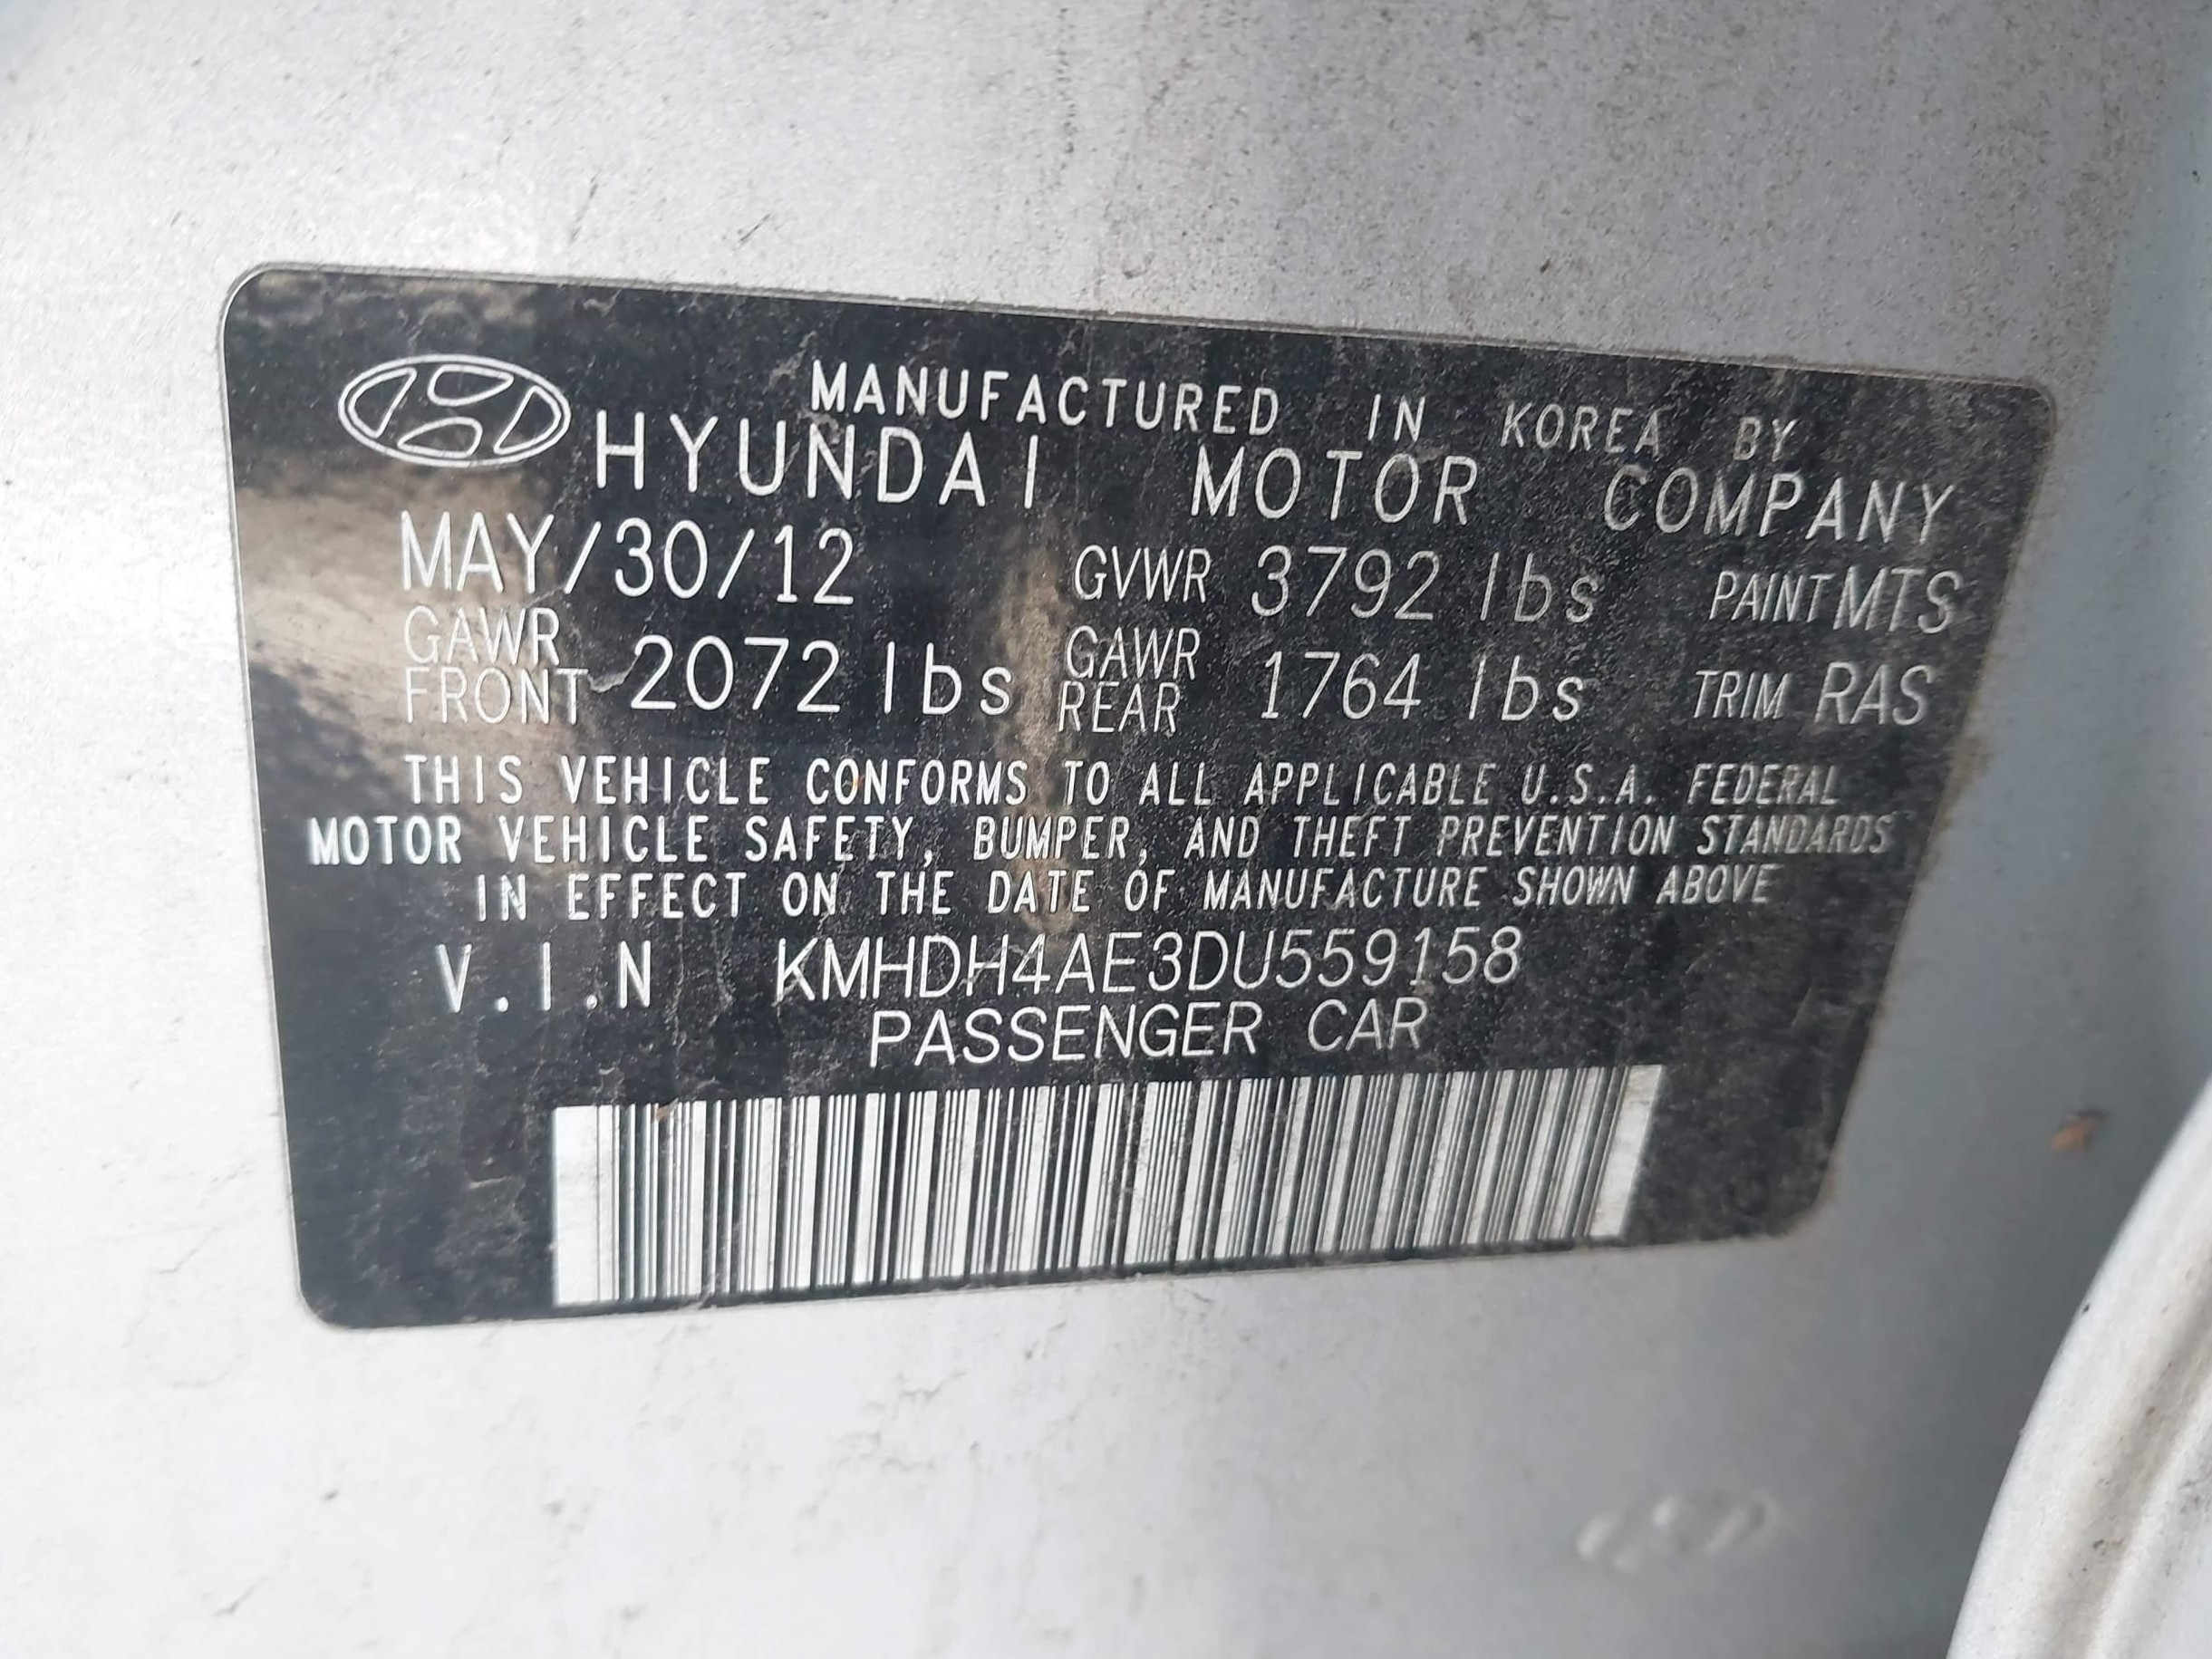 MANUFACTURED IN KOREA BY
HYUNDAI MOTOR COMPANY
MAY/30/12 GVWR 3792 lbs PAINT MTS
GAWR FRONT 2072 lbs GAWR REAR 1764 lbs TRIM RAS
THIS VEHICLE CONFORMS TO ALL APPLICABLE U.S.A. FEDERAL
MOTOR VEHICLE SAFETY, BUMPER, AND THEFT PREVENTION STANDARDS
IN EFFECT ON THE DATE OF MANUFACTURE SHOWN ABOVE
V.I.N KMHDH4AE3DU559158
PASSENGER CAR